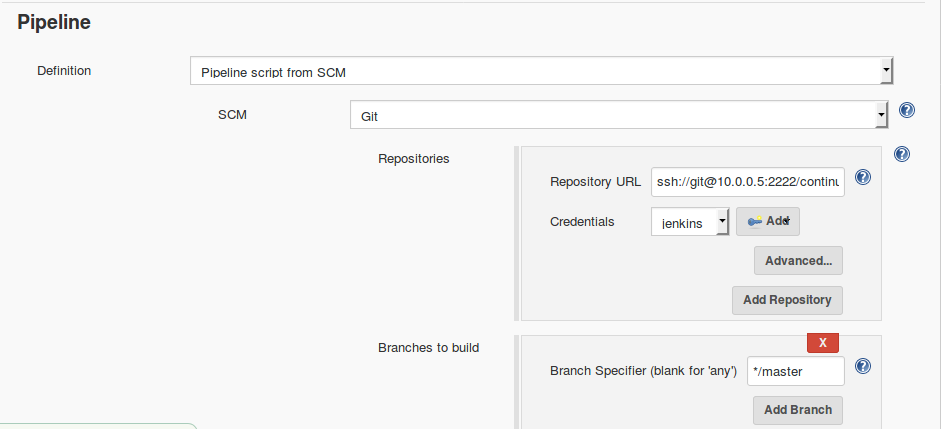 Pipeline
Definition
Pipeline script from SCM
SCM
Git
Repositories
Repository URL
ssh://git@10.0.0.5:2222/continu
Credentials
jenkins
Add
Advanced...
Add Repository
Branches to build
X
Branch Specifier (blank for 'any')
*/master
Add Branch